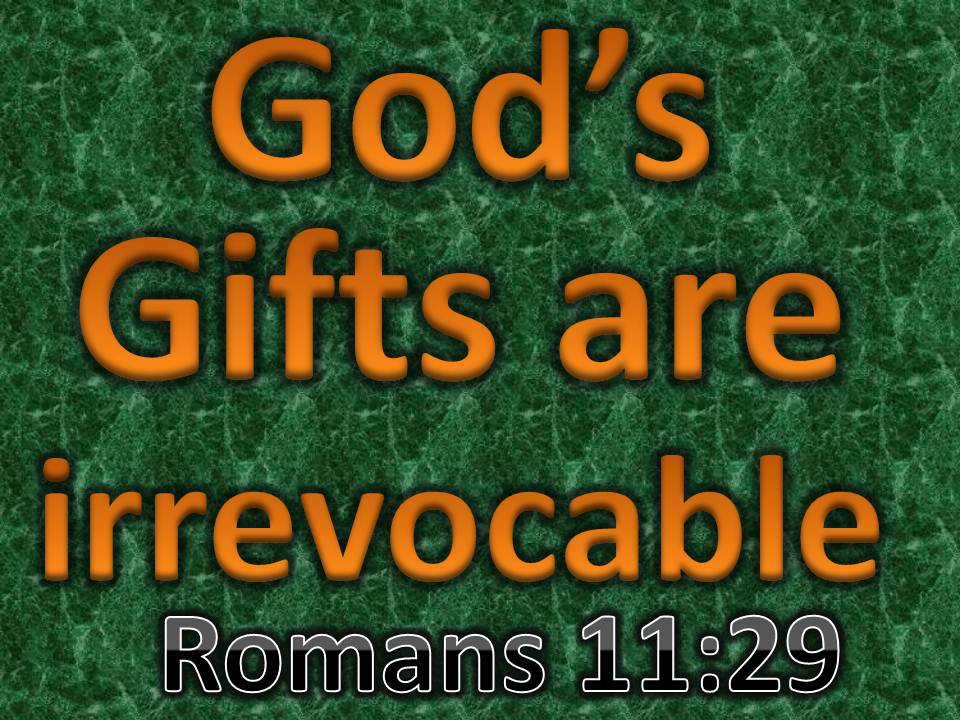 God’s
Gifts are
irrevocable
Romans 11:29